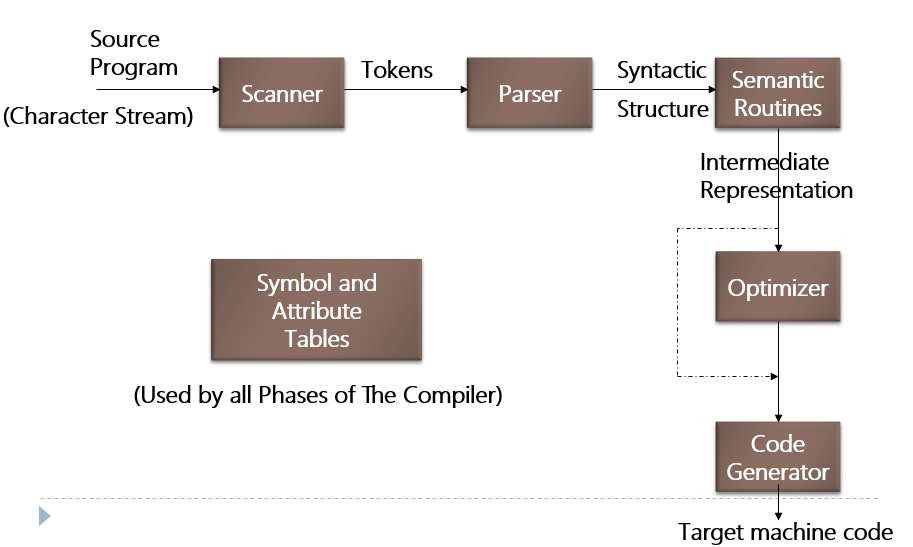 Source
Program
(Character Stream)
Scanner
Tokens
Parser
Syntactic
Structure
Semantic
Routines
Intermediate
Representation
Optimizer
Symbol and
Attribute
Tables
(Used by all Phases of The Compiler)
Code
Generator
Target machine code